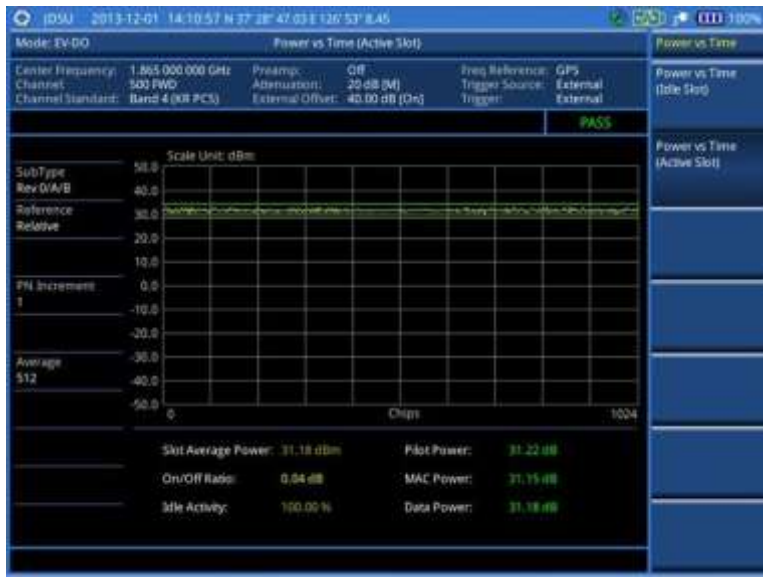 JDSU 2013-12-01 14:10:57 N 37° 28' 47.03 E 126° 53' 8.45 100%
Mode: EV-DO Power vs Time (Active Slot) Power vs Time
Center Frequency: 1.865 000 000 GHz Preamp: Off Freq Reference: GPS
Channel: 500 FWD Attenuation: 20 dB [M] Trigger Source: External
Channel Standard: Band 4 (KR PCS) External Offset: 40.00 dB [On] Trigger: External
Power vs Time
(Idle Slot)
PASS
Power vs Time
(Active Slot)
Scale Unit: dBm
SubType
Rev 0/A/B
Reference
Relative
PN Increment
1
Average
512
50.0
40.0
30.0
20.0
10.0
0.0
-10.0
-20.0
-30.0
-40.0
-50.0
0 Chips 1024
Slot Average Power: 31.18 dBm Pilot Power: 31.22 dB
On/Off Ratio: 0.04 dB MAC Power: 31.15 dB
Idle Activity: 100.00 % Data Power: 31.18 dB